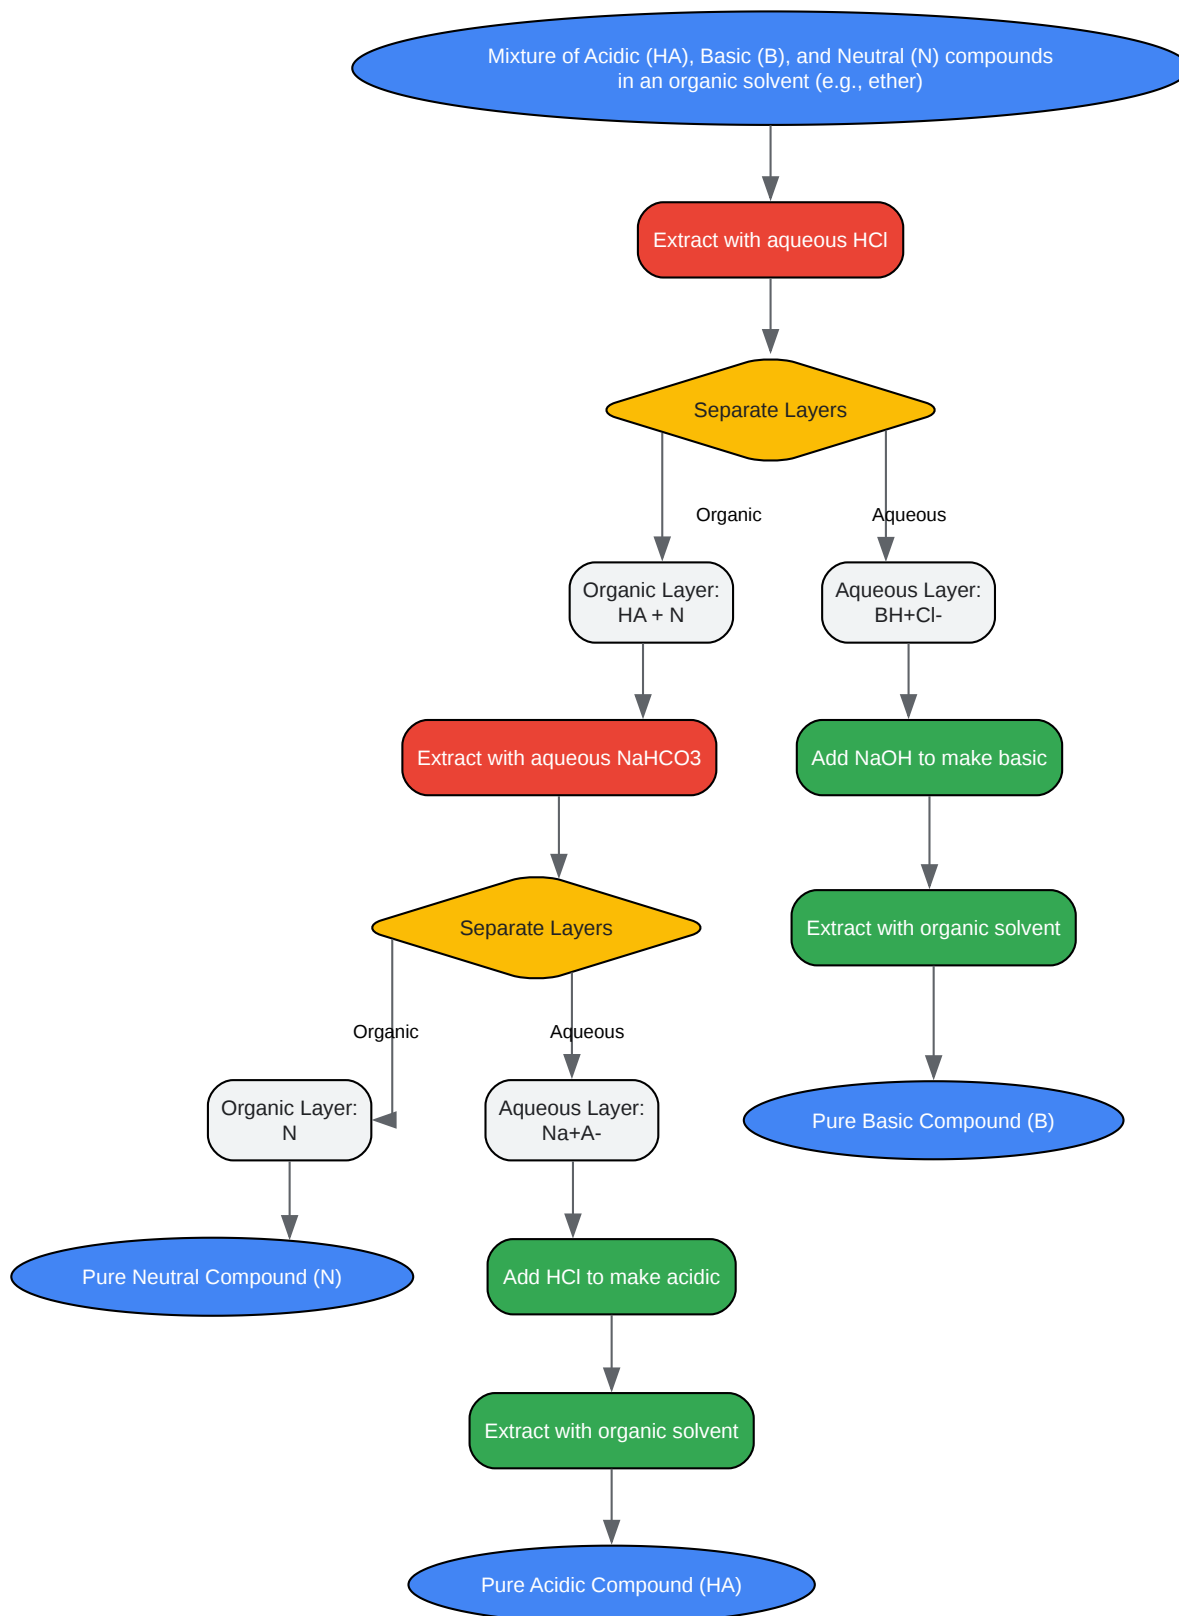 Mixture of Acidic (HA), Basic (B), and Neutral (N) compounds
in an organic solvent (e.g., ether)
Extract with aqueous HCl
Separate Layers
Organic
Aqueous
Organic Layer:
HA + N
Aqueous Layer:
BH+Cl-
Extract with aqueous NaHCO3
Add NaOH to make basic
Separate Layers
Extract with organic solvent
Organic
Aqueous
Organic Layer:
N
Aqueous Layer:
Na+A-
Pure Basic Compound (B)
Pure Neutral Compound (N)
Add HCl to make acidic
Extract with organic solvent
Pure Acidic Compound (HA)